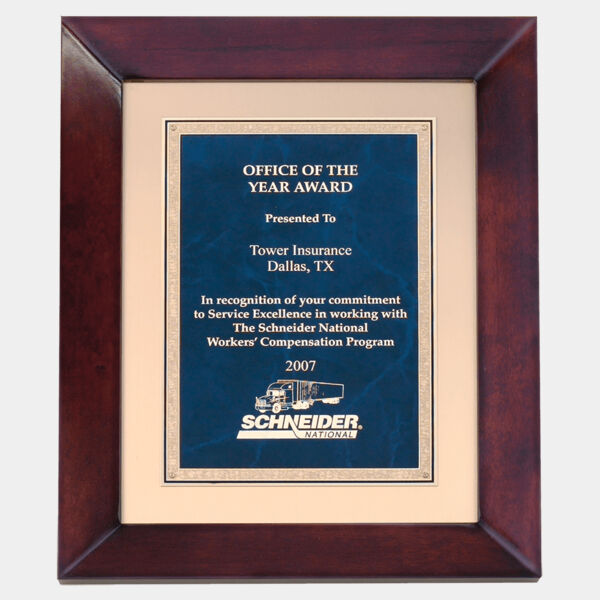 OFFICE OF THE
YEAR AWARD
Presented To
Tower Insurance
Dallas, TX
In recognition of your commitment
to Service Excellence in working with
The Schneider National
Workers' Compensation Program
2007
SCHNEIDER®
NATIONAL